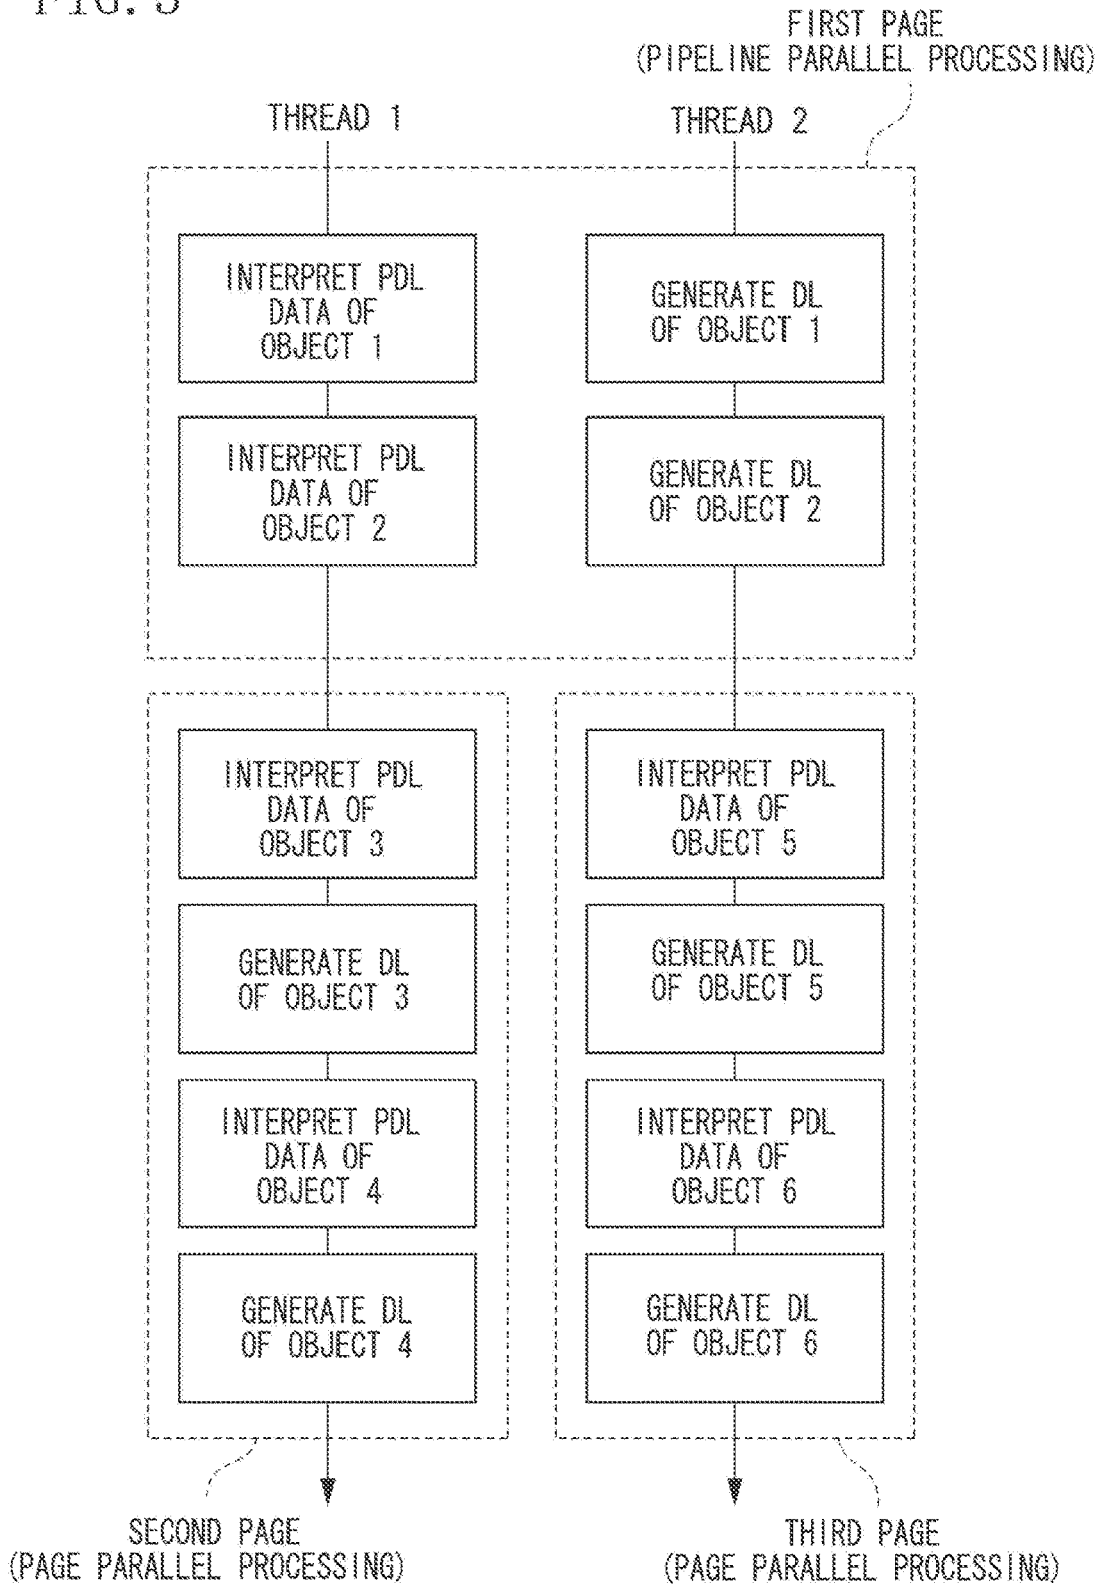 FIG. 3
FIRST PAGE
(PIPELINE PARALLEL PROCESSING)
THREAD 1
THREAD 2
INTERPRET PDL
DATA OF
OBJECT 1
GENERATE DL
OF OBJECT 1
INTERPRET PDL
DATA OF
OBJECT 2
GENERATE DL
OF OBJECT 2
INTERPRET PDL
DATA OF
OBJECT 3
GENERATE DL
OF OBJECT 3
INTERPRET PDL
DATA OF
OBJECT 4
GENERATE DL
OF OBJECT 4
INTERPRET PDL
DATA OF
OBJECT 5
GENERATE DL
OF OBJECT 5
INTERPRET PDL
DATA OF
OBJECT 6
GENERATE DL
OF OBJECT 6
SECOND PAGE
(PAGE PARALLEL PROCESSING)
THIRD PAGE
(PAGE PARALLEL PROCESSING)